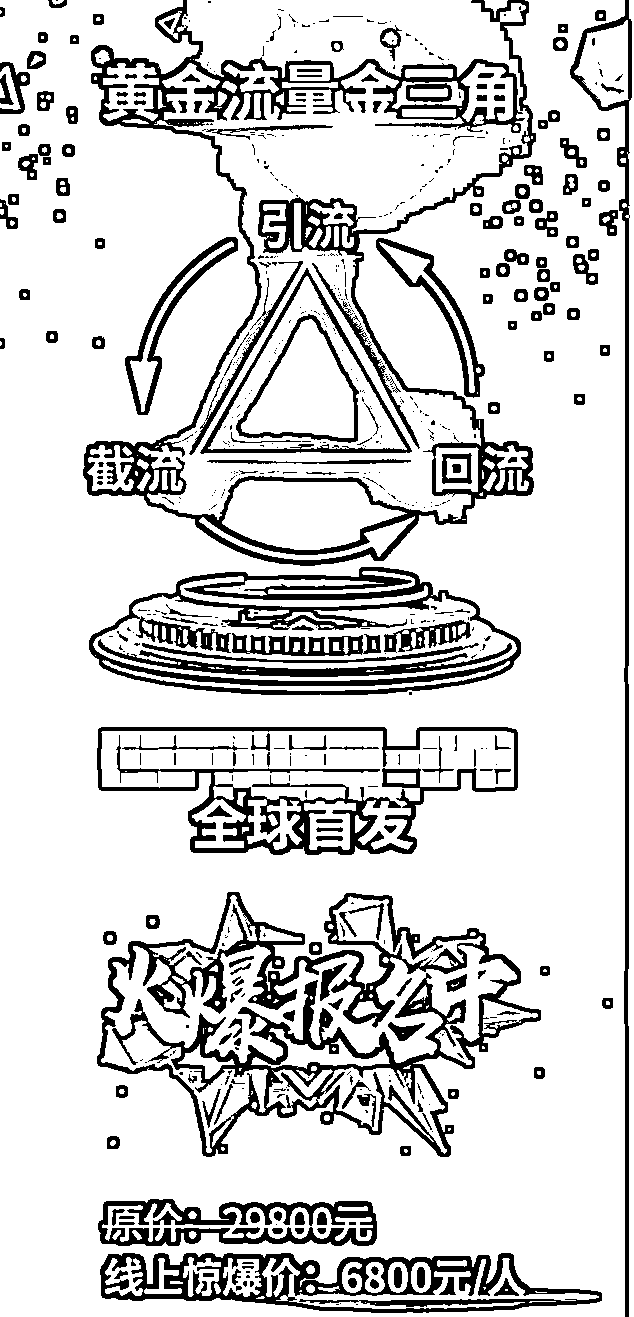 黄金流量金三角
引流
截流
回流
全球首发
火爆报名中
原价：29800元
线上惊爆价：6800元/人